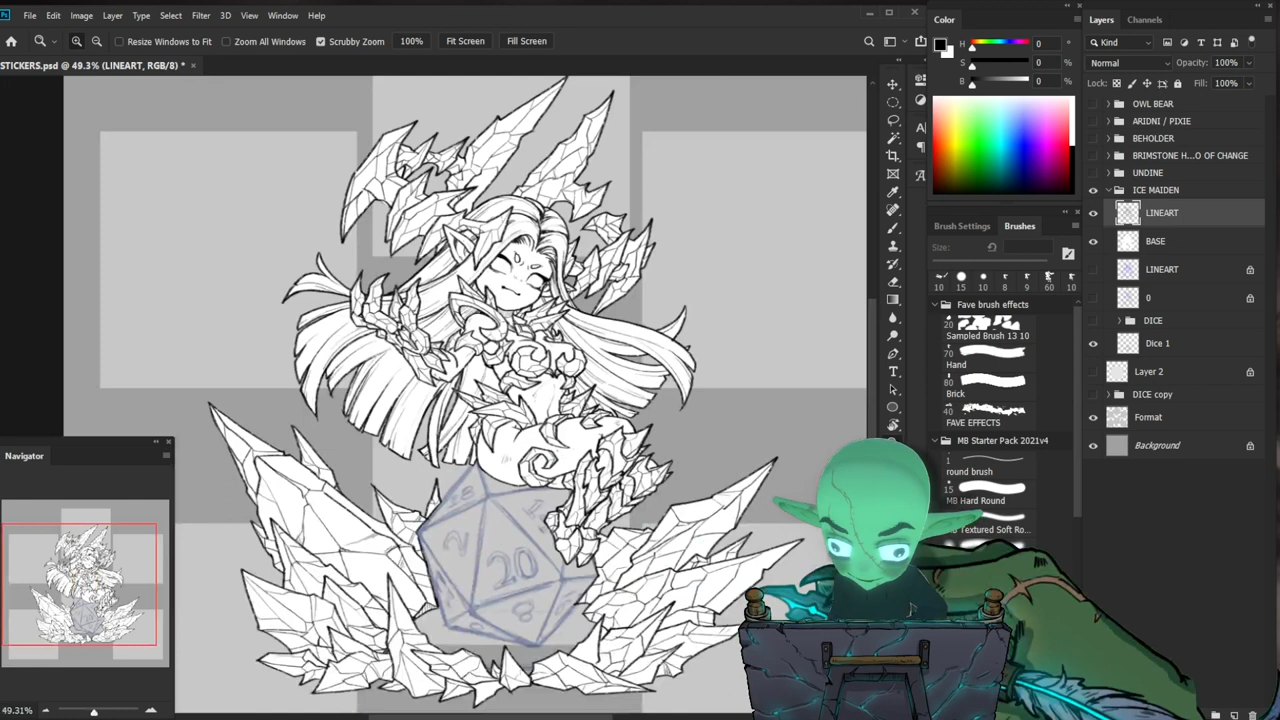 Ps File Edit Image Layer Type Select Filter 3D View Window Help
Resize Windows to Fit Zoom All Windows Scrubby Zoom 100% Fit Screen Fill Screen
STICKERS.psd @ 49.3% (LINEART, RGB/8) * ×
Color
H 0 °
S 0 %
B 0 %
Brush Settings Brushes
Size:
10 15 10 8 9 60 10
Fave brush effects
20
Sampled Brush 13 10
70
Hand
80
Brick
40
FAVE EFFECTS
MB Starter Pack 2021v4
1
round brush
15
MB Hard Round
MB Textured Soft Ro...
Layers Channels
Kind
Normal Opacity: 100%
Lock: Fill: 100%
OWL BEAR
ARIDNI / PIXIE
BEHOLDER
BRIMSTONE H...O OF CHANGE
UNDINE
ICE MAIDEN
LINEART
BASE
LINEART
0
DICE
Dice 1
Layer 2
DICE copy
Format
Background
Navigator
49.31%
20
8